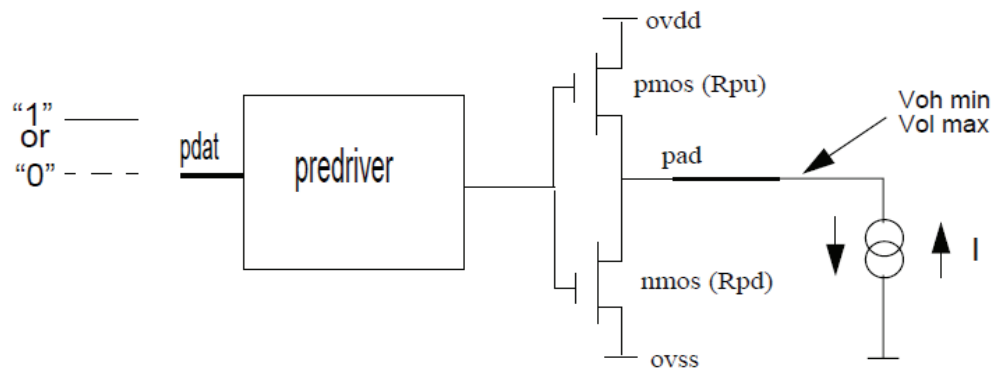 ovdd
"1"
or
"0"
pdat
predriver
pmos (Rpu)
Voh min
Vol max
pad
nmos (Rpd)
I
ovss